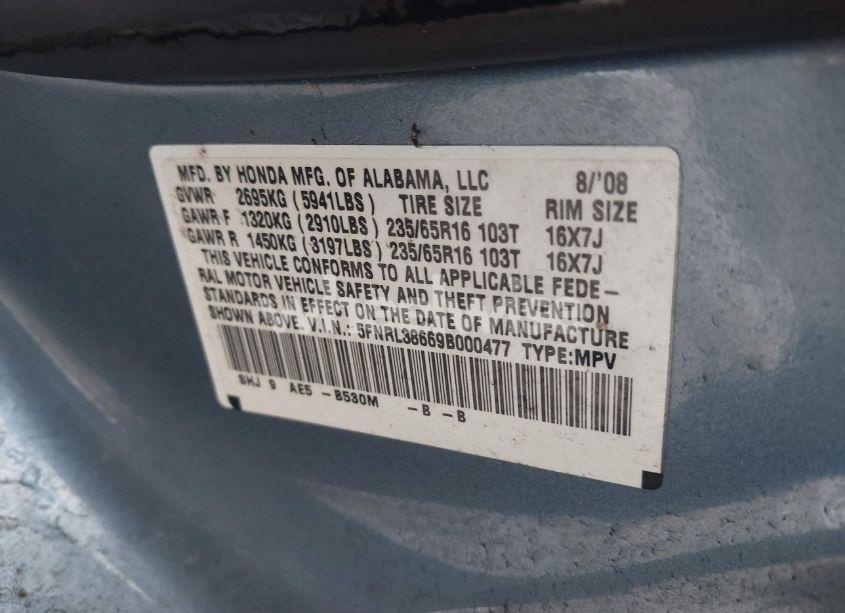 MFD. BY HONDA MFG. OF ALABAMA, LLC 8/'08
GVWR 2695KG (5941LBS) TIRE SIZE RIM SIZE
GAWR F 1320KG (2910LBS) 235/65R16 103T 16X7J
GAWR R 1450KG (3197LBS) 235/65R16 103T 16X7J
THIS VEHICLE CONFORMS TO ALL APPLICABLE FEDE-
RAL MOTOR VEHICLE SAFETY AND THEFT PREVENTION
STANDARDS IN EFFECT ON THE DATE OF MANUFACTURE
SHOWN ABOVE. V.I.N.: 5FNRL38669B000477 TYPE:MPV
SHJ 9 AE5 -B530M -B -B